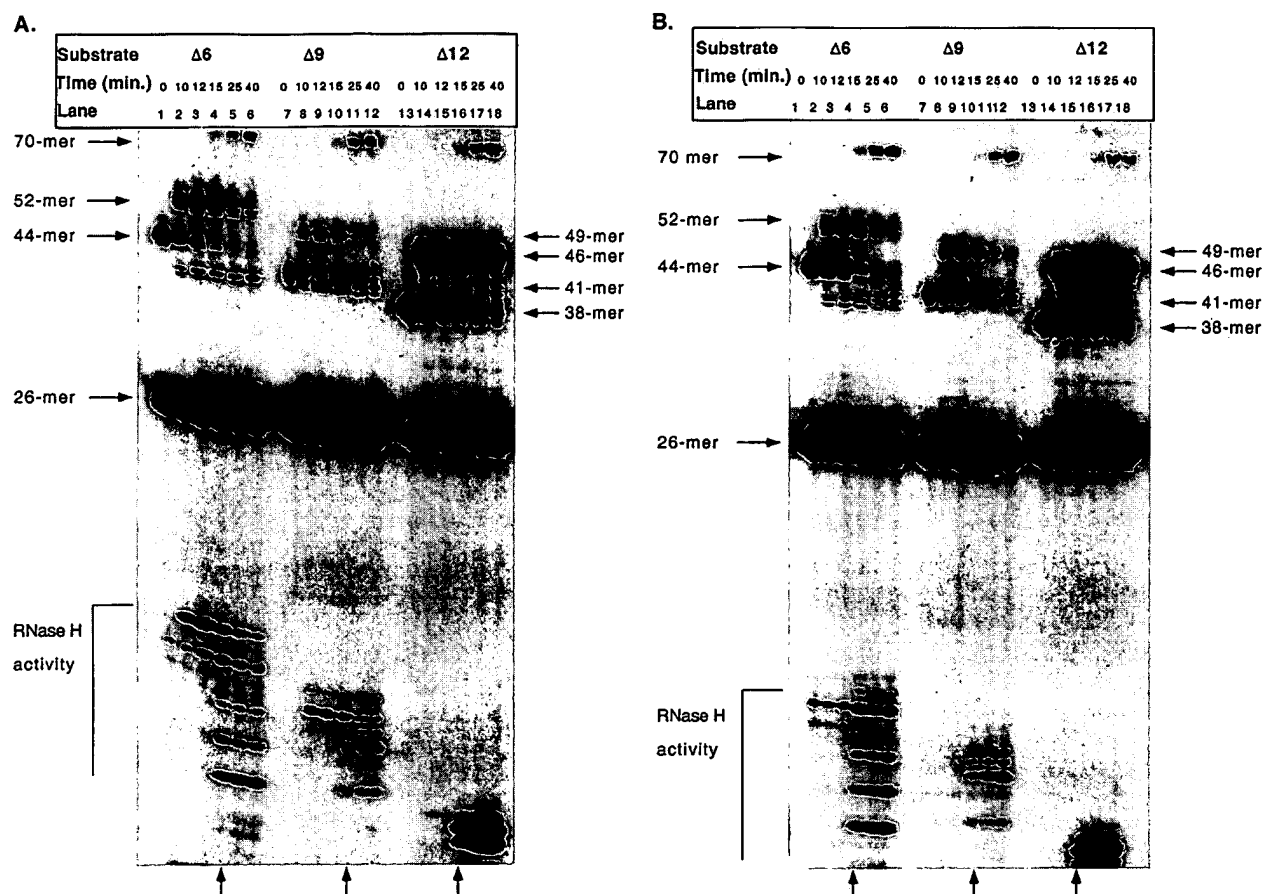 A.
Substrate Δ6 Δ9 Δ12
Time (min.) 0 10 12 15 25 40 0 10 12 15 25 40 0 10 12 15 25 40
Lane 1 2 3 4 5 6 7 8 9 10 11 12 13 14 15 16 17 18
70-mer
52-mer
44-mer
49-mer
46-mer
41-mer
38-mer
26-mer
RNase H
activity
B.
Substrate Δ6 Δ9 Δ12
Time (min.) 0 10 12 15 25 40 0 10 12 15 25 40 0 10 12 15 25 40
Lane 1 2 3 4 5 6 7 8 9 10 11 12 13 14 15 16 17 18
70 mer
52-mer
44-mer
49-mer
46-mer
41-mer
38-mer
26-mer
RNase H
activity